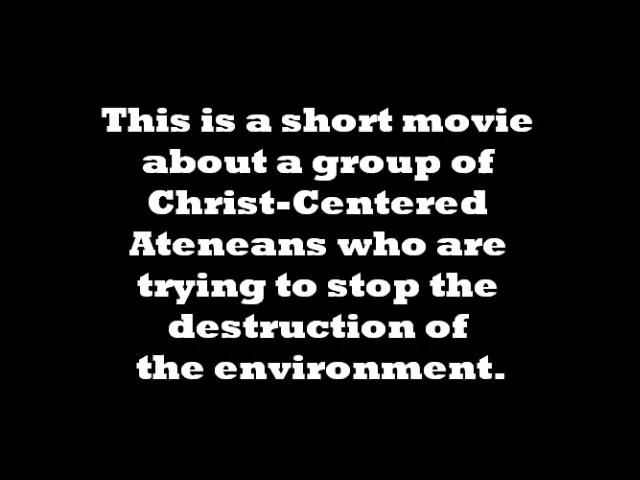 This is a short movie
about a group of
Christ-Centered
Ateneans who are
trying to stop the
destruction of
the environment.